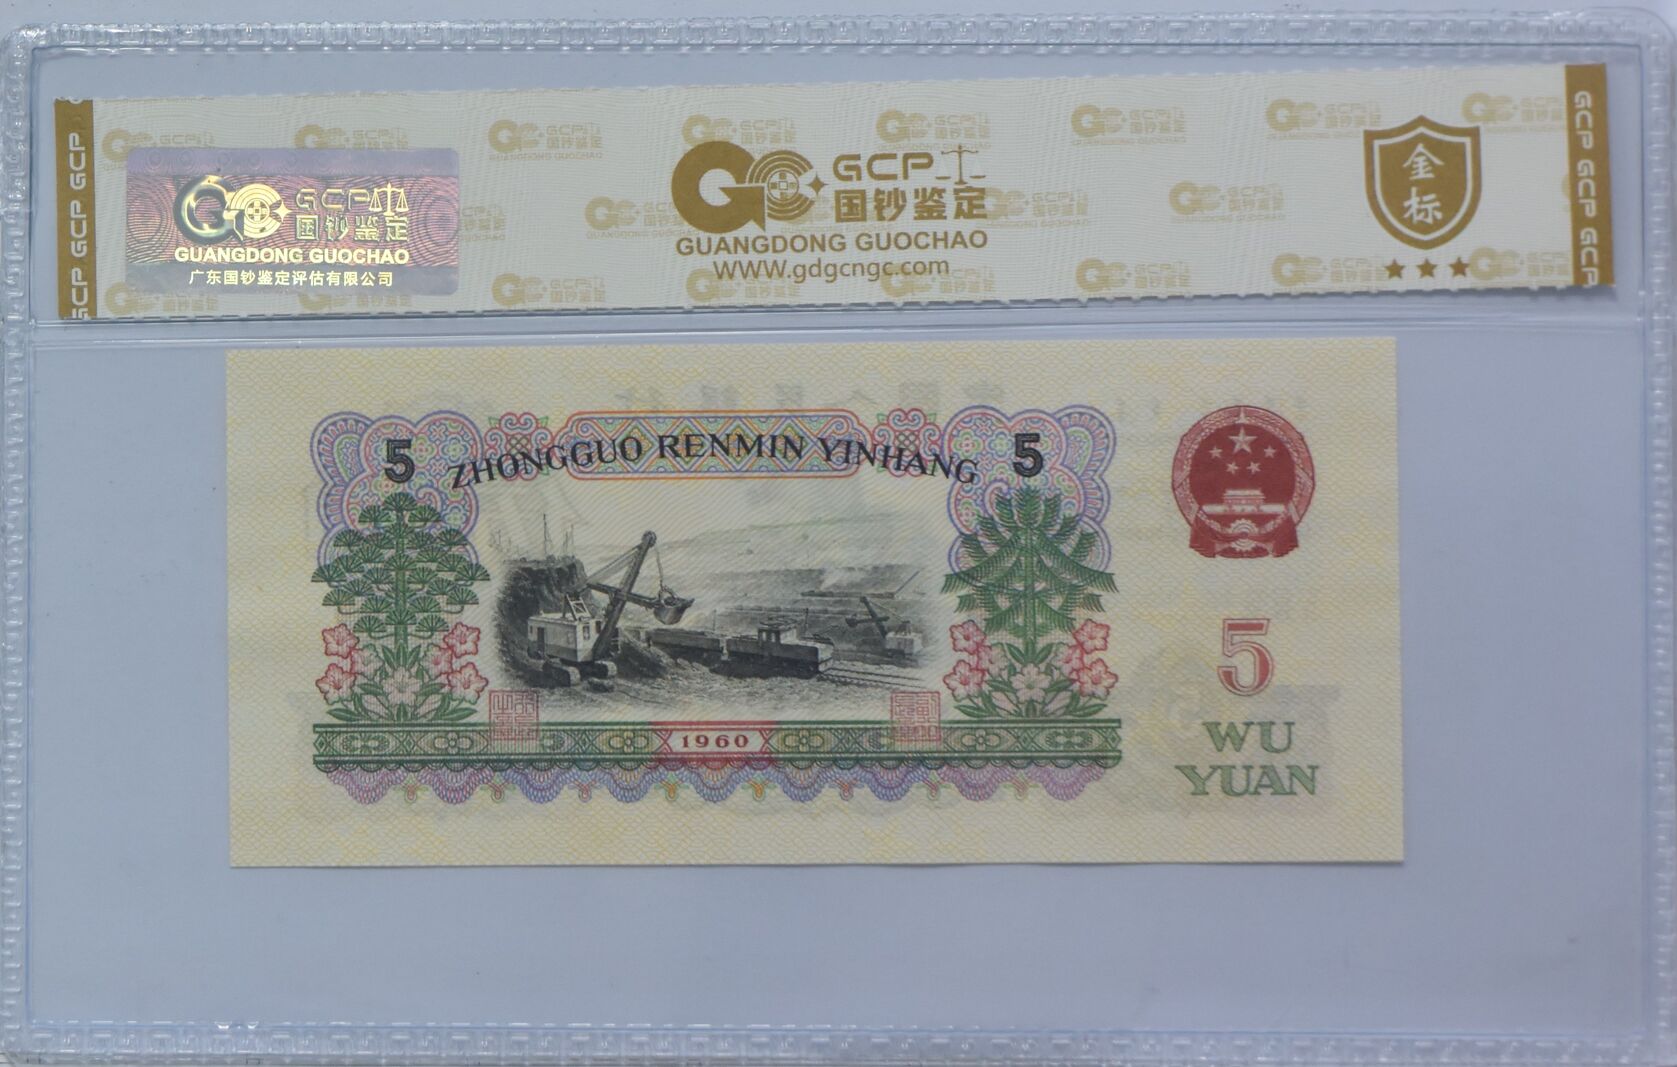 GCP GCP GCP
GCP
国钞鉴定
GUANGDONG GUOCHAO
广东国钞鉴定评估有限公司
GCP
国钞鉴定
GUANGDONG GUOCHAO
WWW.gdgcngc.com
金标
GCP GCP GCP
5
ZHONGGUO RENMIN YINHANG
5
1960
5
WU
YUAN